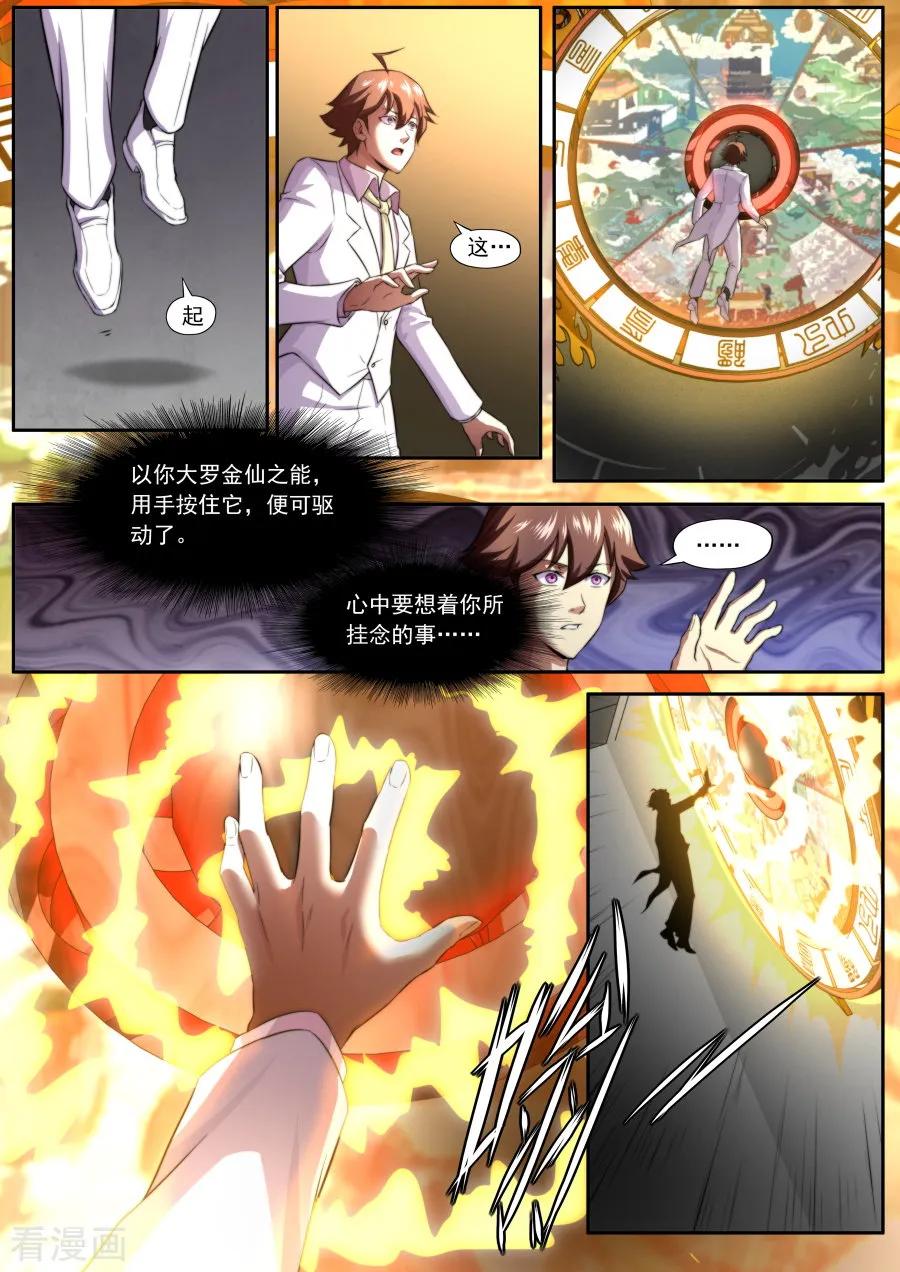 起
这…
以你大罗金仙之能，
用手按住它，便可驱
动了。
心中要想着你所
挂念的事……
……
看漫画